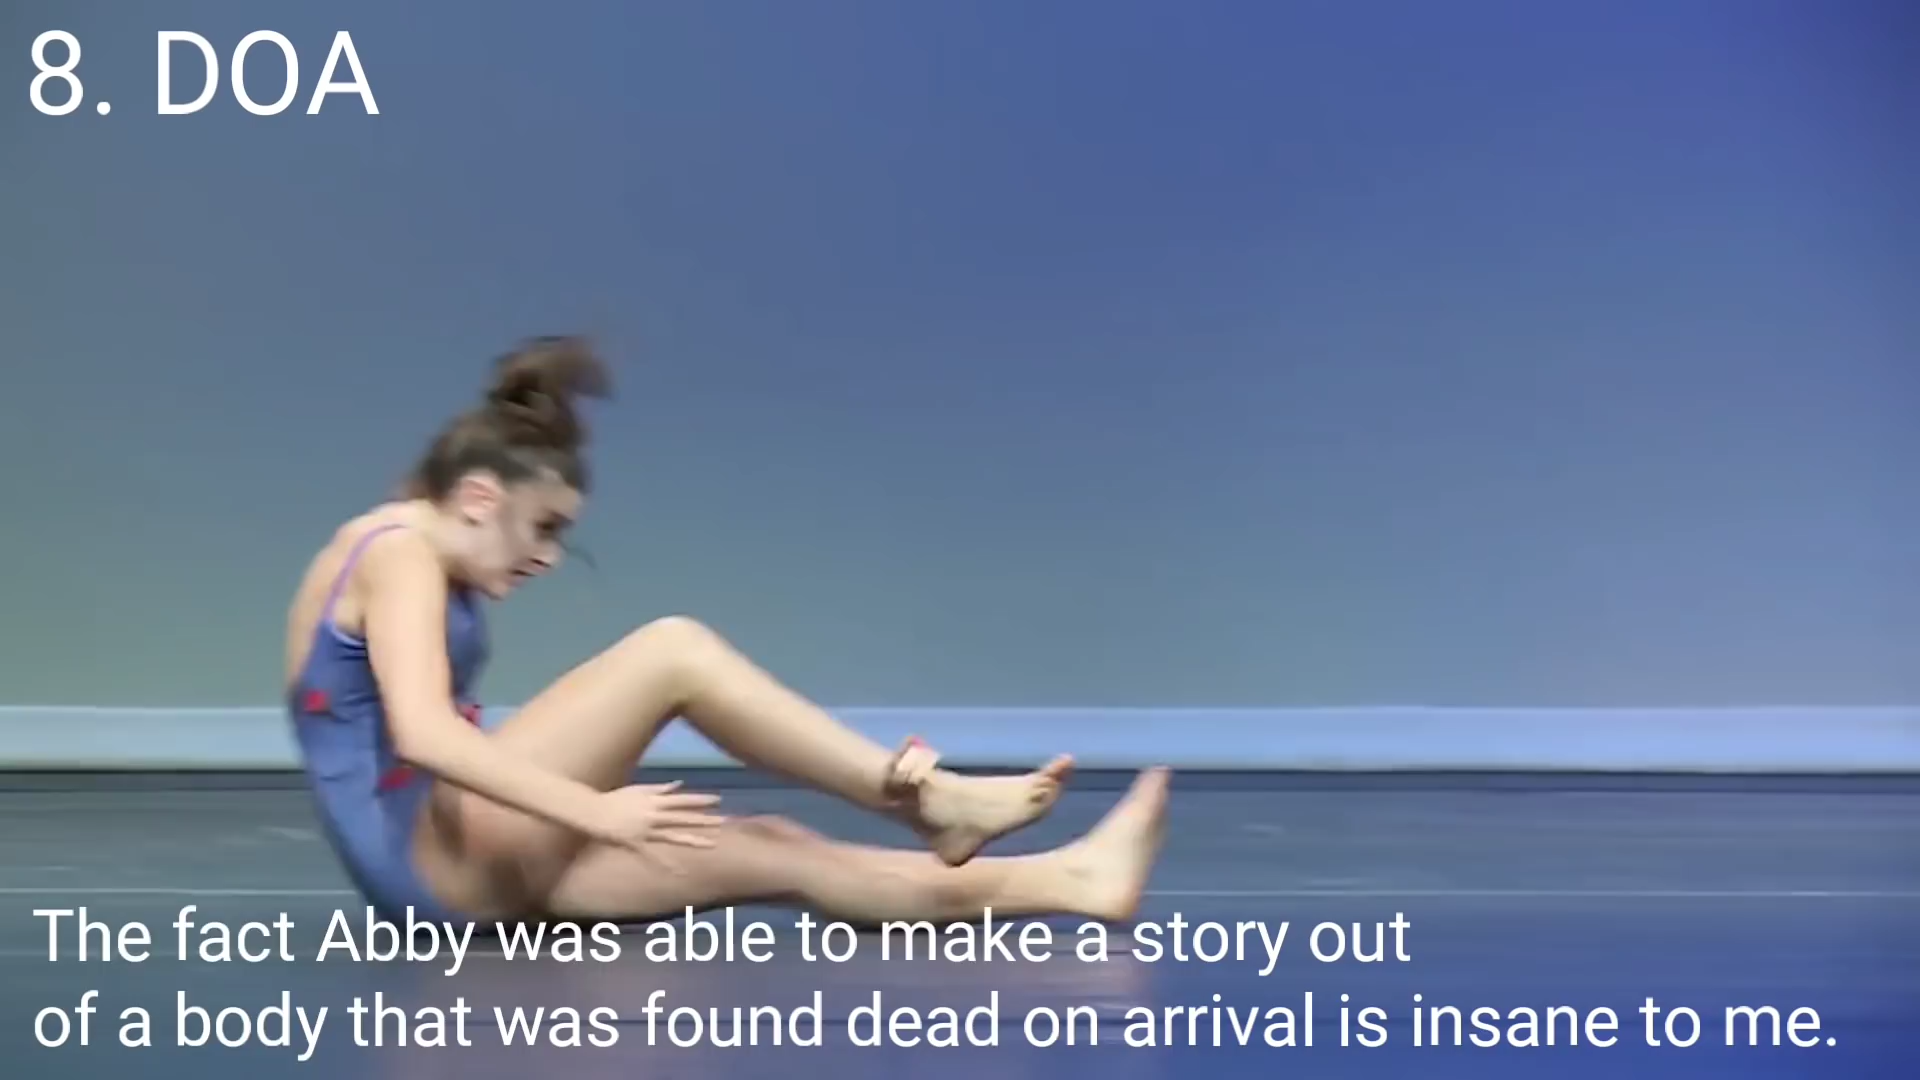 8. DOA
The fact Abby was able to make a story out
of a body that was found dead on arrival is insane to me.